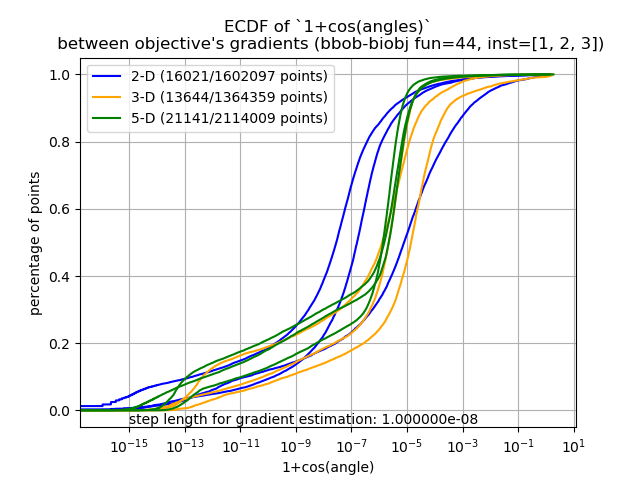 ECDF of `1+cos(angles)`
between objective's gradients (bbob-biobj fun=44, inst=[1, 2, 3])
1.0
0.8
0.6
0.4
0.2
0.0
percentage of points
2-D (16021/1602097 points)
3-D (13644/1364359 points)
5-D (21141/2114009 points)
step length for gradient estimation: 1.000000e-08
10⁻¹⁵ 10⁻¹³ 10⁻¹¹ 10⁻⁹ 10⁻⁷ 10⁻⁵ 10⁻³ 10⁻¹ 10¹
1+cos(angle)